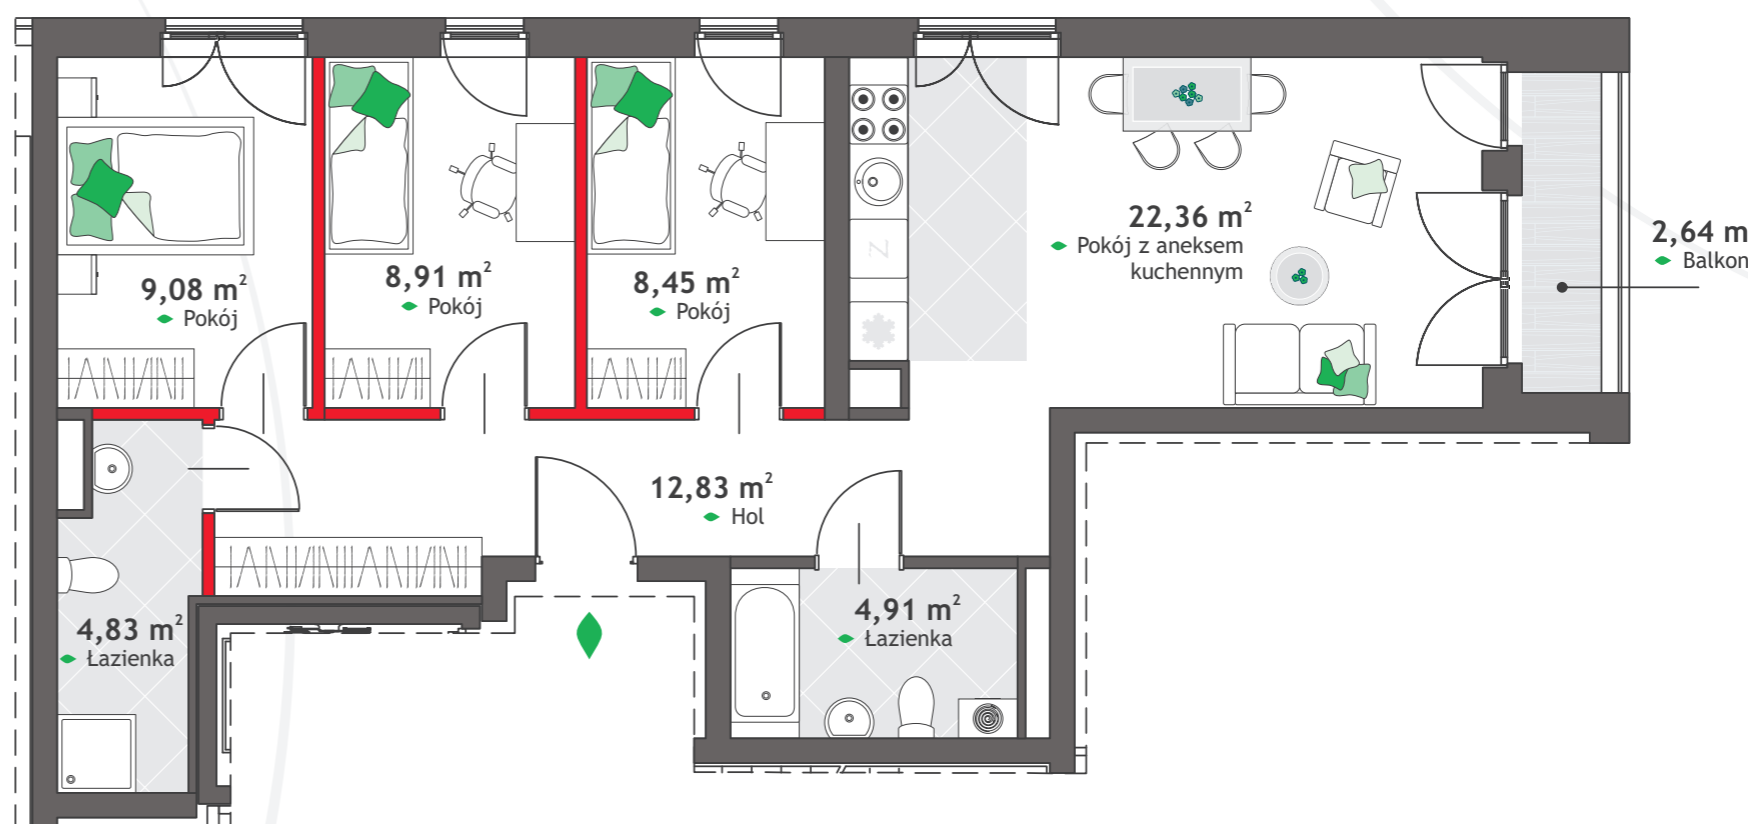 9,08 m²
Pokój
8,91 m²
Pokój
8,45 m²
Pokój
22,36 m²
Pokój z aneksem
kuchennym
2,64 m
Balkon
12,83 m²
Hol
4,83 m²
Łazienka
4,91 m²
Łazienka
N